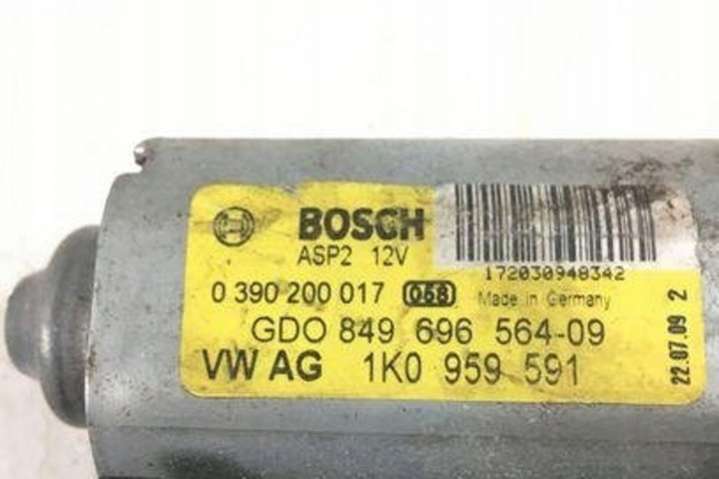 BOSCH
ASP2 12V
172030948342
0 390 200 017 068 Made in Germany
GDO 849 696 564-09
VW AG 1K0 959 591
22.07.09 2